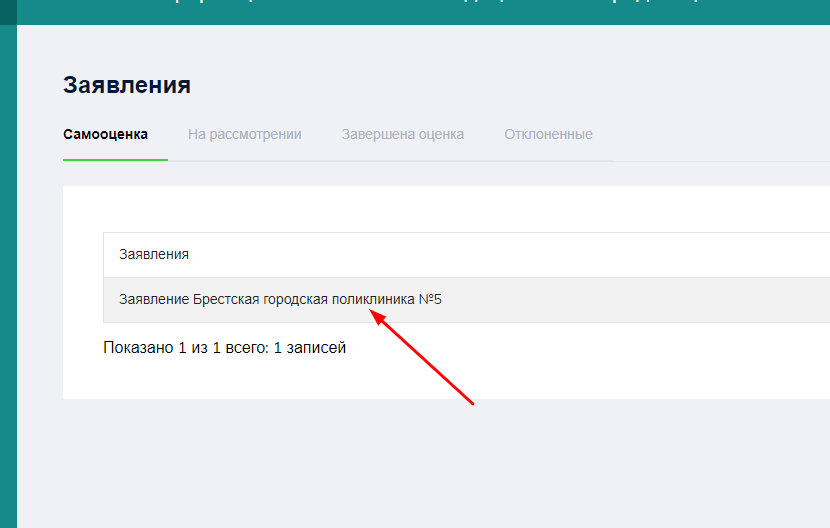 Заявления
Самооценка На рассмотрении Завершена оценка Отклоненные
Заявления
Заявление Брестская городская поликлиника №5
Показано 1 из 1 всего: 1 записей